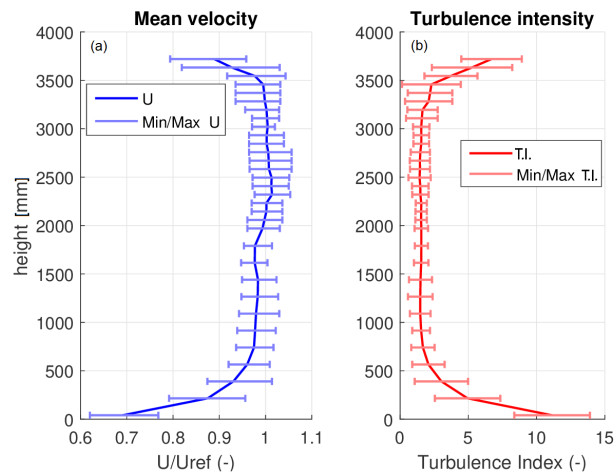 Mean velocity
(a)
U
Min/Max U
height [mm]
4000
3500
3000
2500
2000
1500
1000
500
0
0.6 0.7 0.8 0.9 1 1.1
U/Uref (-)
Turbulence intensity
(b)
T.I.
Min/Max T.I.
4000
3500
3000
2500
2000
1500
1000
500
0
0 5 10 15
Turbulence Index (-)